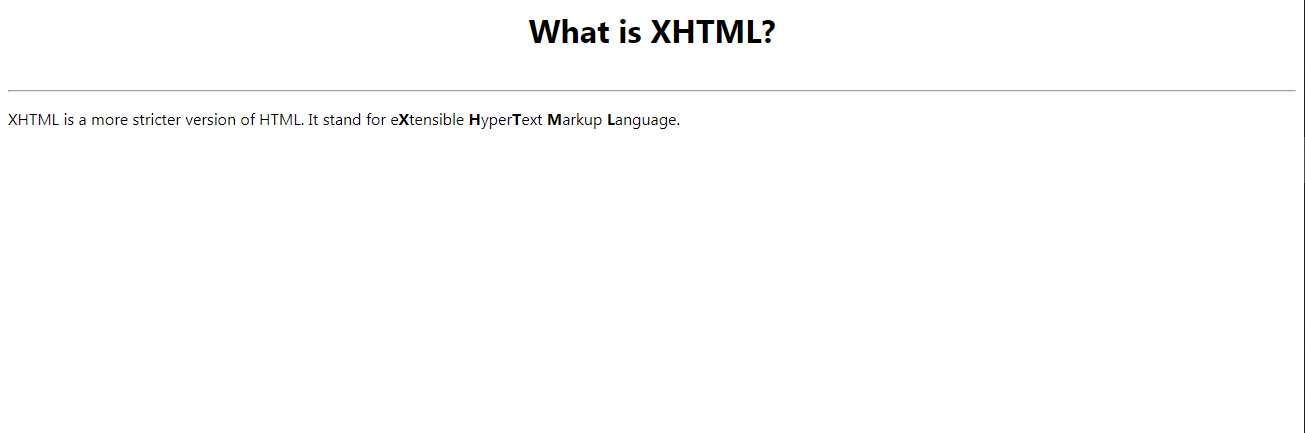 What is XHTML?
XHTML is a more stricter version of HTML. It stand for eXtensible HyperText Markup Language.